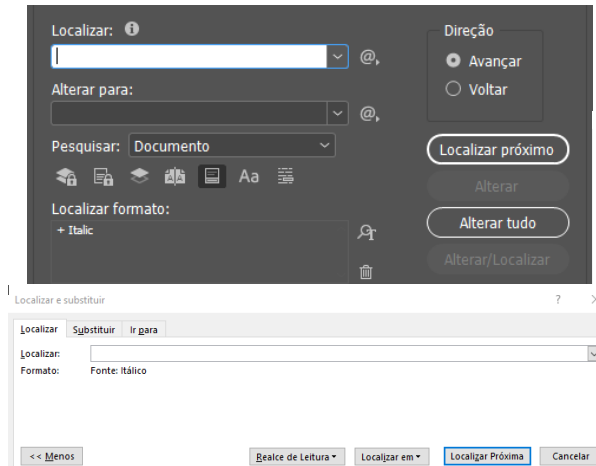 Localizar:
Direção
Avançar
Voltar
Alterar para:
Pesquisar: Documento
Localizar próximo
Aa
Alterar
Localizar formato:
+ Italic
Alterar tudo
Alterar/Localizar
Localizar e substituir
Localizar Substituir Ir para
Localizar:
Formato: Fonte: Itálico
<< Menos Realce de Leitura Localizar em Localizar Próxima Cancelar